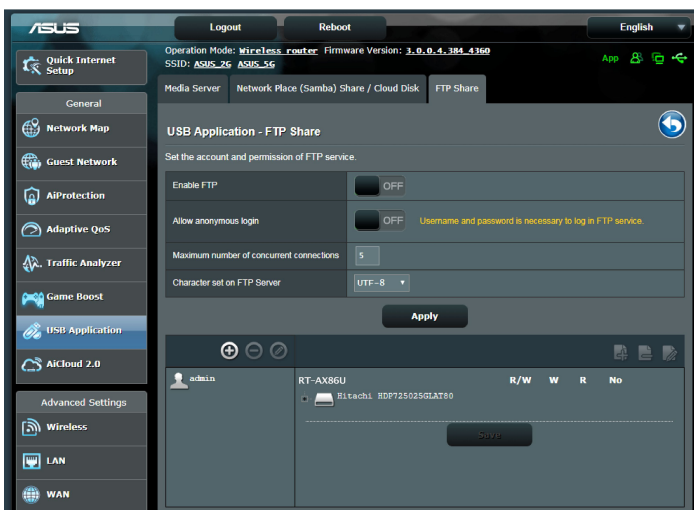 ASUS
Logout
Reboot
English
Quick Internet
Setup
General
Network Map
Guest Network
AiProtection
Adaptive QoS
Traffic Analyzer
Game Boost
USB Application
AiCloud 2.0
Advanced Settings
Wireless
LAN
WAN
Operation Mode: Wireless router Firmware Version: 3.0.0.4.384_4360
SSID: ASUS_2G ASUS_5G
App
Media Server
Network Place (Samba) Share / Cloud Disk
FTP Share
USB Application - FTP Share
Set the account and permission of FTP service.
Enable FTP
OFF
Allow anonymous login
OFF
Username and password is necessary to log in FTP service.
Maximum number of concurrent connections
5
Character set on FTP Server
UTF-8
Apply
admin
RT-AX86U
R/W W R No
Hitachi HDP725025GLAT80
Save